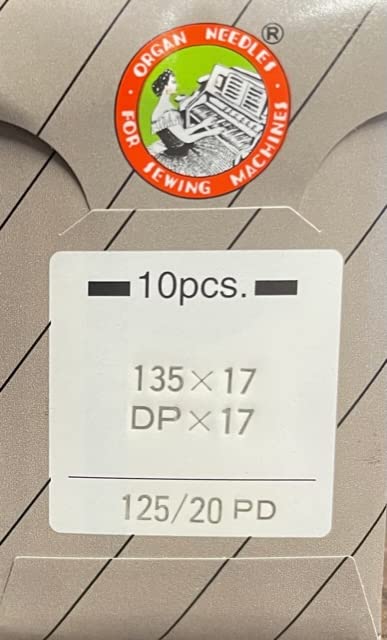 ORGAN NEEDLES ®
FOR SEWING MACHINES
10pcs.
135×17
DP×17
125/20 PD